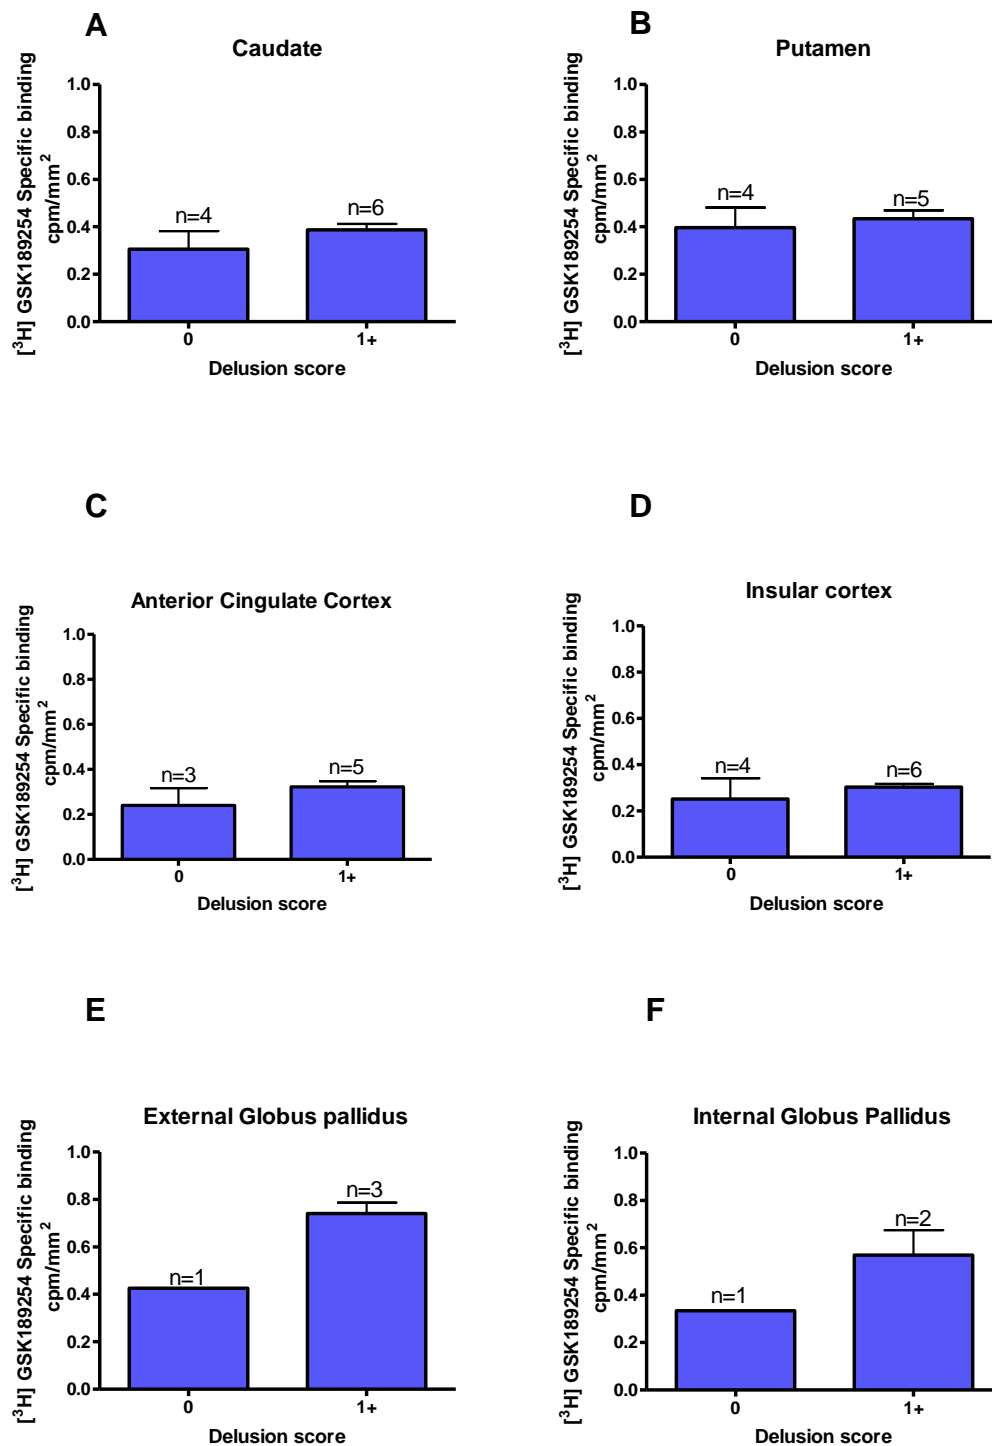 A
Caudate
[³H] GSK189254 Specific binding
cpm/mm²
1.0
0.8
0.6
0.4
0.2
0.0
n=4
n=6
0
1+
Delusion score
B
Putamen
[³H] GSK189254 Specific binding
cpm/mm²
1.0
0.8
0.6
0.4
0.2
0.0
n=4
n=5
0
1+
Delusion score
C
Anterior Cingulate Cortex
[³H] GSK189254 Specific binding
cpm/mm²
1.0
0.8
0.6
0.4
0.2
0.0
n=3
n=5
0
1+
Delusion score
D
Insular cortex
[³H] GSK189254 Specific binding
cpm/mm²
1.0
0.8
0.6
0.4
0.2
0.0
n=4
n=6
0
1+
Delusion score
E
External Globus pallidus
[³H] GSK189254 Specific binding
cpm/mm²
1.0
0.8
0.6
0.4
0.2
0.0
n=1
n=3
0
1+
Delusion score
F
Internal Globus Pallidus
[³H] GSK189254 Specific binding
cpm/mm²
1.0
0.8
0.6
0.4
0.2
0.0
n=1
n=2
0
1+
Delusion score